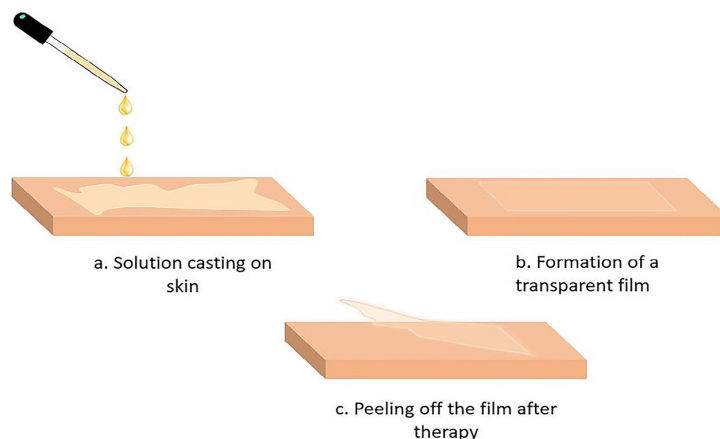 a. Solution casting on
skin
b. Formation of a
transparent film
c. Peeling off the film after
therapy